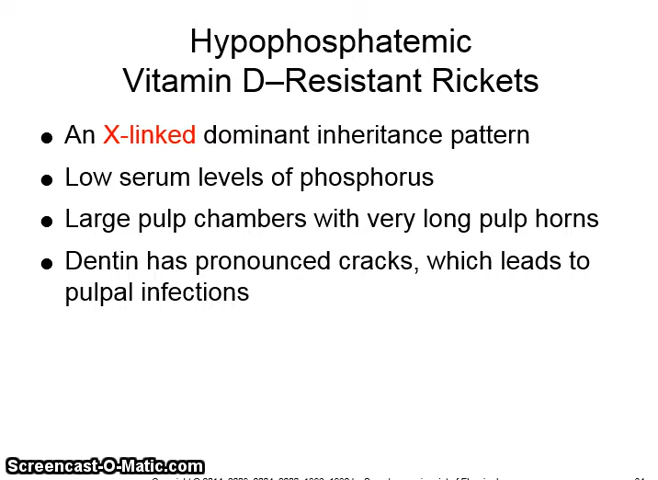 Hypophosphatemic
Vitamin D–Resistant Rickets
● An X-linked dominant inheritance pattern
● Low serum levels of phosphorus
● Large pulp chambers with very long pulp horns
● Dentin has pronounced cracks, which leads to
pulpal infections
Screencast-O-Matic.com